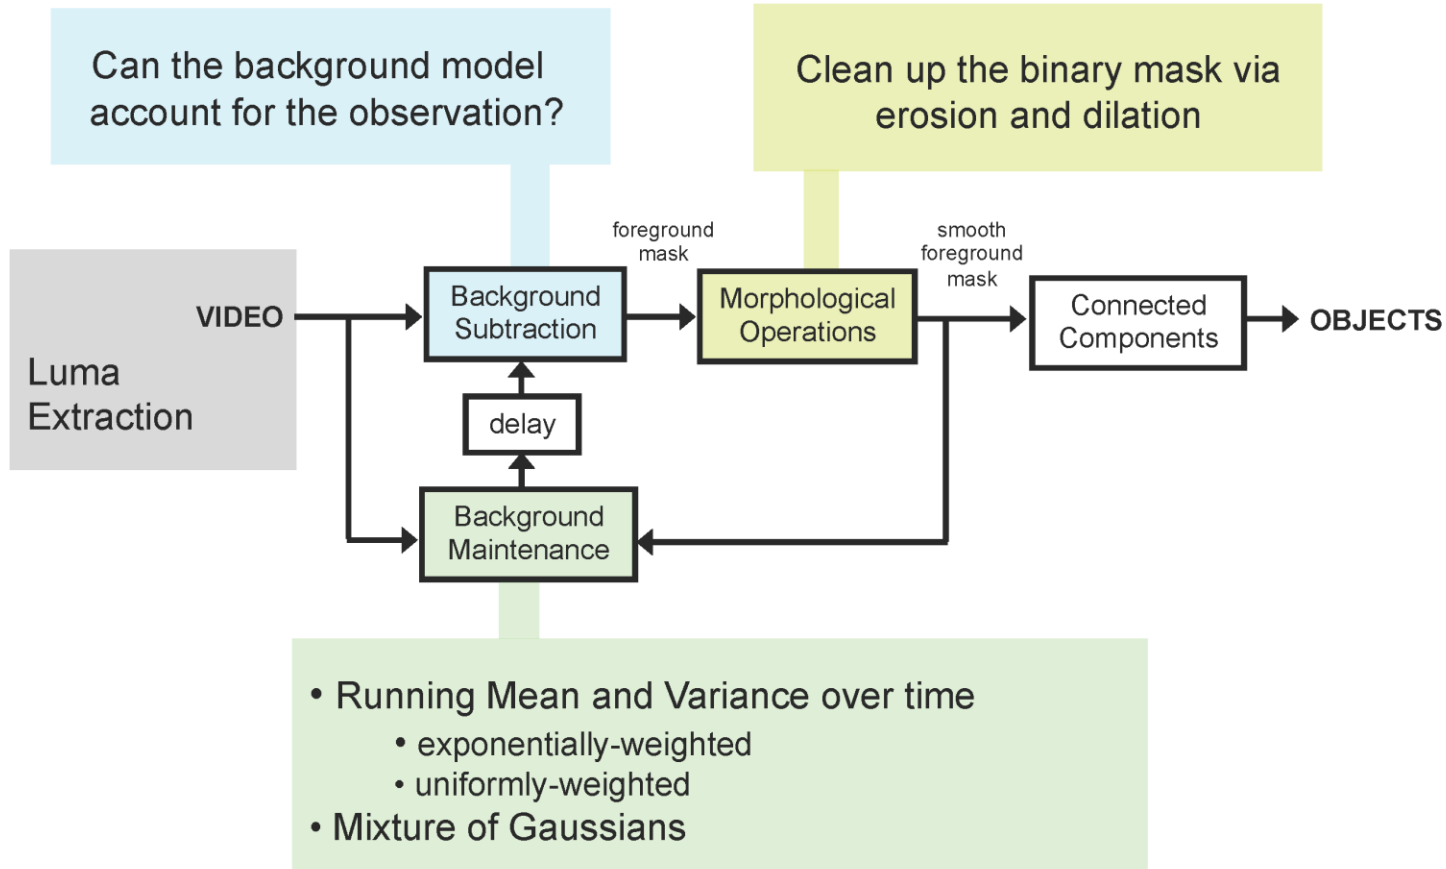 Can the background model
account for the observation?
Clean up the binary mask via
erosion and dilation
foreground
mask
smooth
foreground
mask
VIDEO
Luma
Extraction
Background
Subtraction
Morphological
Operations
Connected
Components
OBJECTS
delay
Background
Maintenance
• Running Mean and Variance over time
• exponentially-weighted
• uniformly-weighted
• Mixture of Gaussians